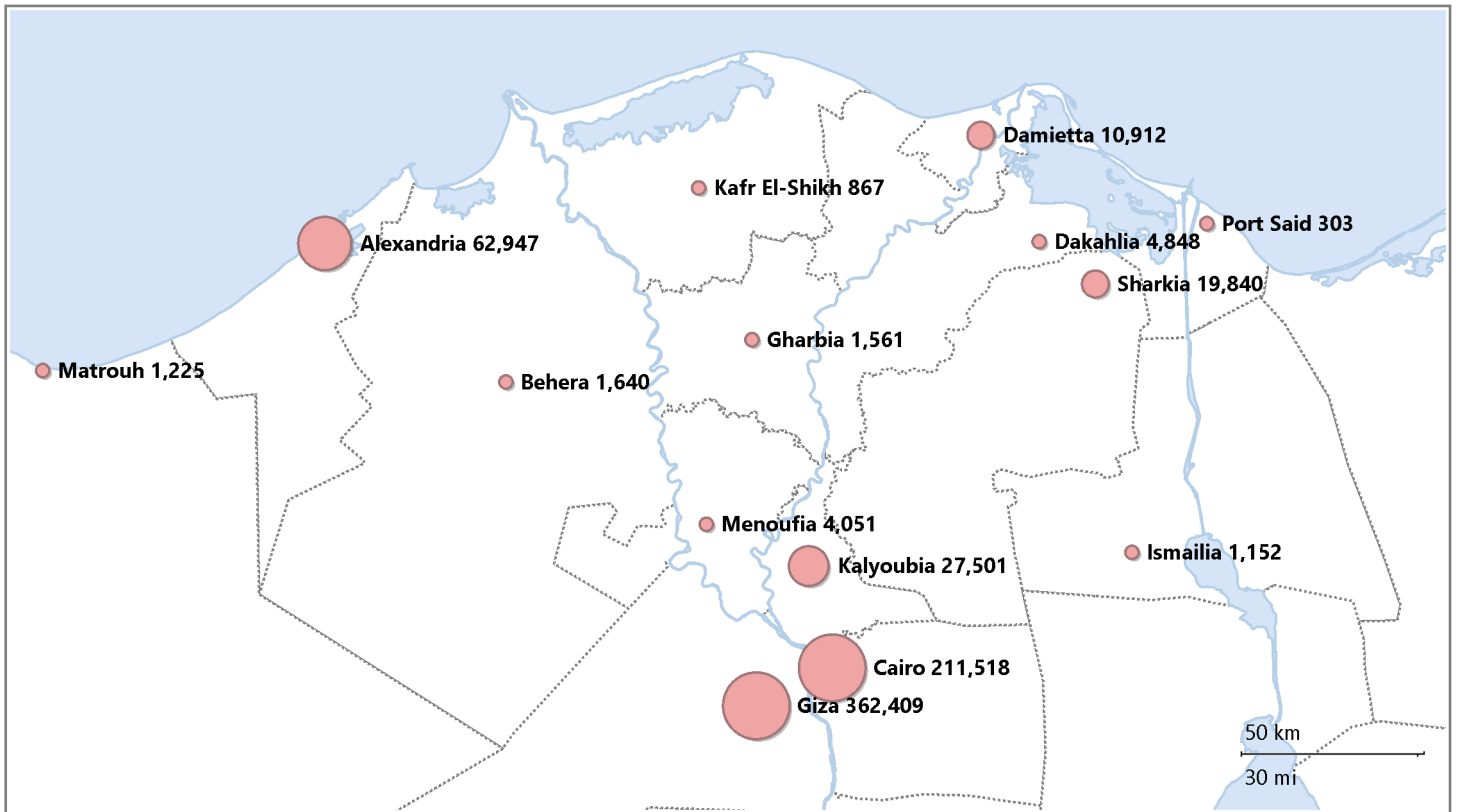 Damietta 10,912
Kafr El-Shikh 867
Port Said 303
Alexandria 62,947
Dakahlia 4,848
Sharkia 19,840
Gharbia 1,561
Matrouh 1,225
Behera 1,640
Menoufia 4,051
Ismailia 1,152
Kalyoubia 27,501
Cairo 211,518
Giza 362,409
50 km
30 mi